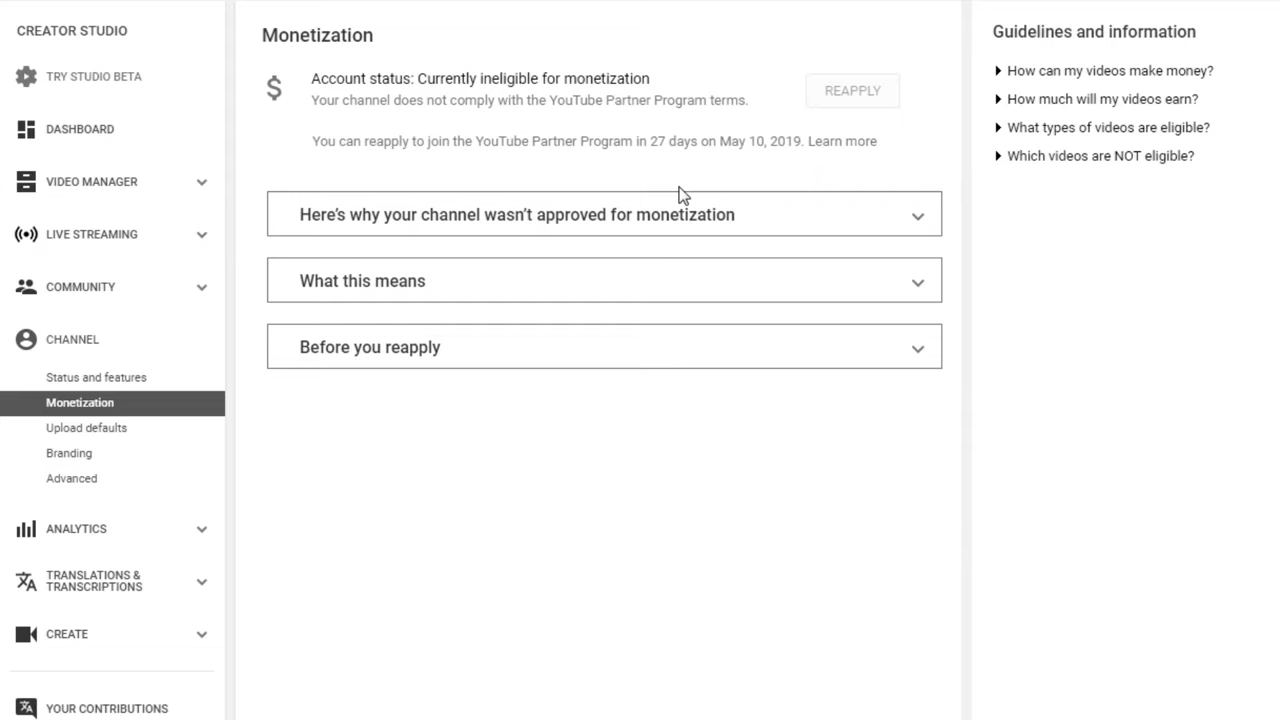 CREATOR STUDIO
TRY STUDIO BETA
DASHBOARD
VIDEO MANAGER
LIVE STREAMING
COMMUNITY
CHANNEL
Status and features
Monetization
Upload defaults
Branding
Advanced
ANALYTICS
TRANSLATIONS &
TRANSCRIPTIONS
CREATE
YOUR CONTRIBUTIONS
Monetization
$
Account status: Currently ineligible for monetization
Your channel does not comply with the YouTube Partner Program terms.
REAPPLY
You can reapply to join the YouTube Partner Program in 27 days on May 10, 2019. Learn more
Here’s why your channel wasn’t approved for monetization
What this means
Before you reapply
Guidelines and information
How can my videos make money?
How much will my videos earn?
What types of videos are eligible?
Which videos are NOT eligible?